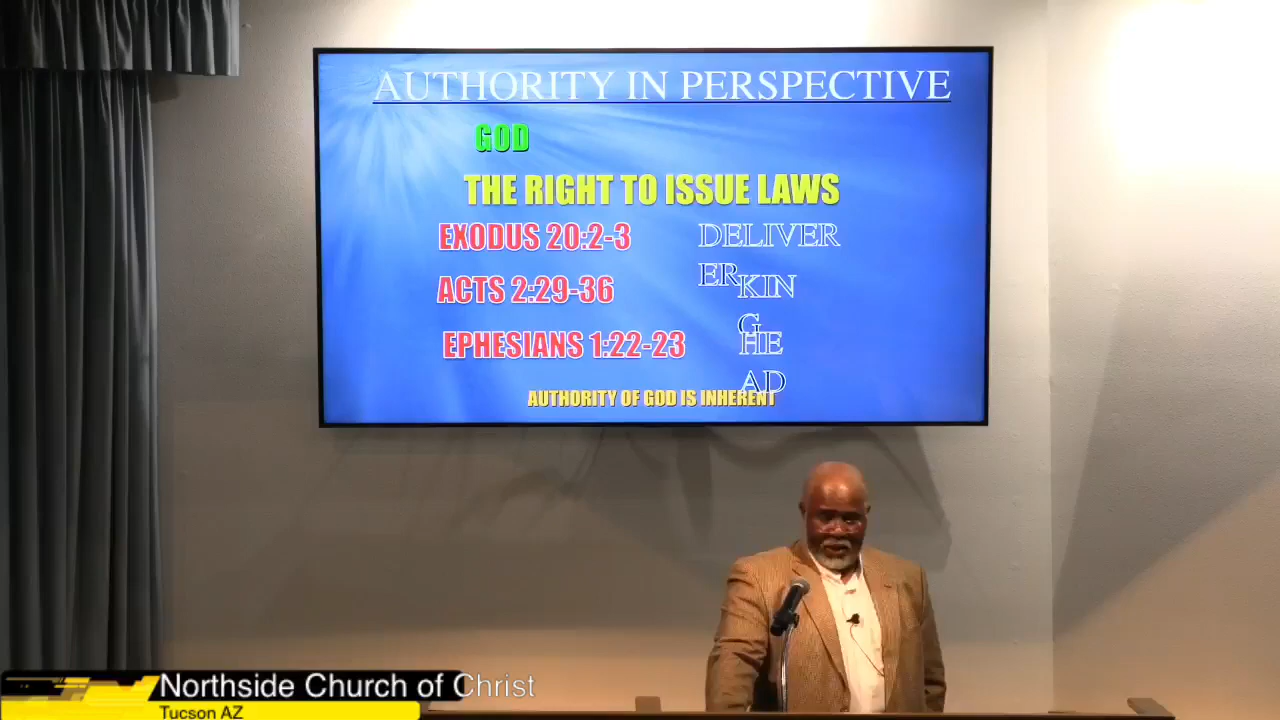 AUTHORITY IN PERSPECTIVE
GOD
THE RIGHT TO ISSUE LAWS
EXODUS 20:2-3
DELIVER
ER
ACTS 2:29-36
KIN
G
EPHESIANS 1:22-23
HE
AD
AUTHORITY OF GOD IS INHERENT
Northside Church of Christ
Tucson AZ